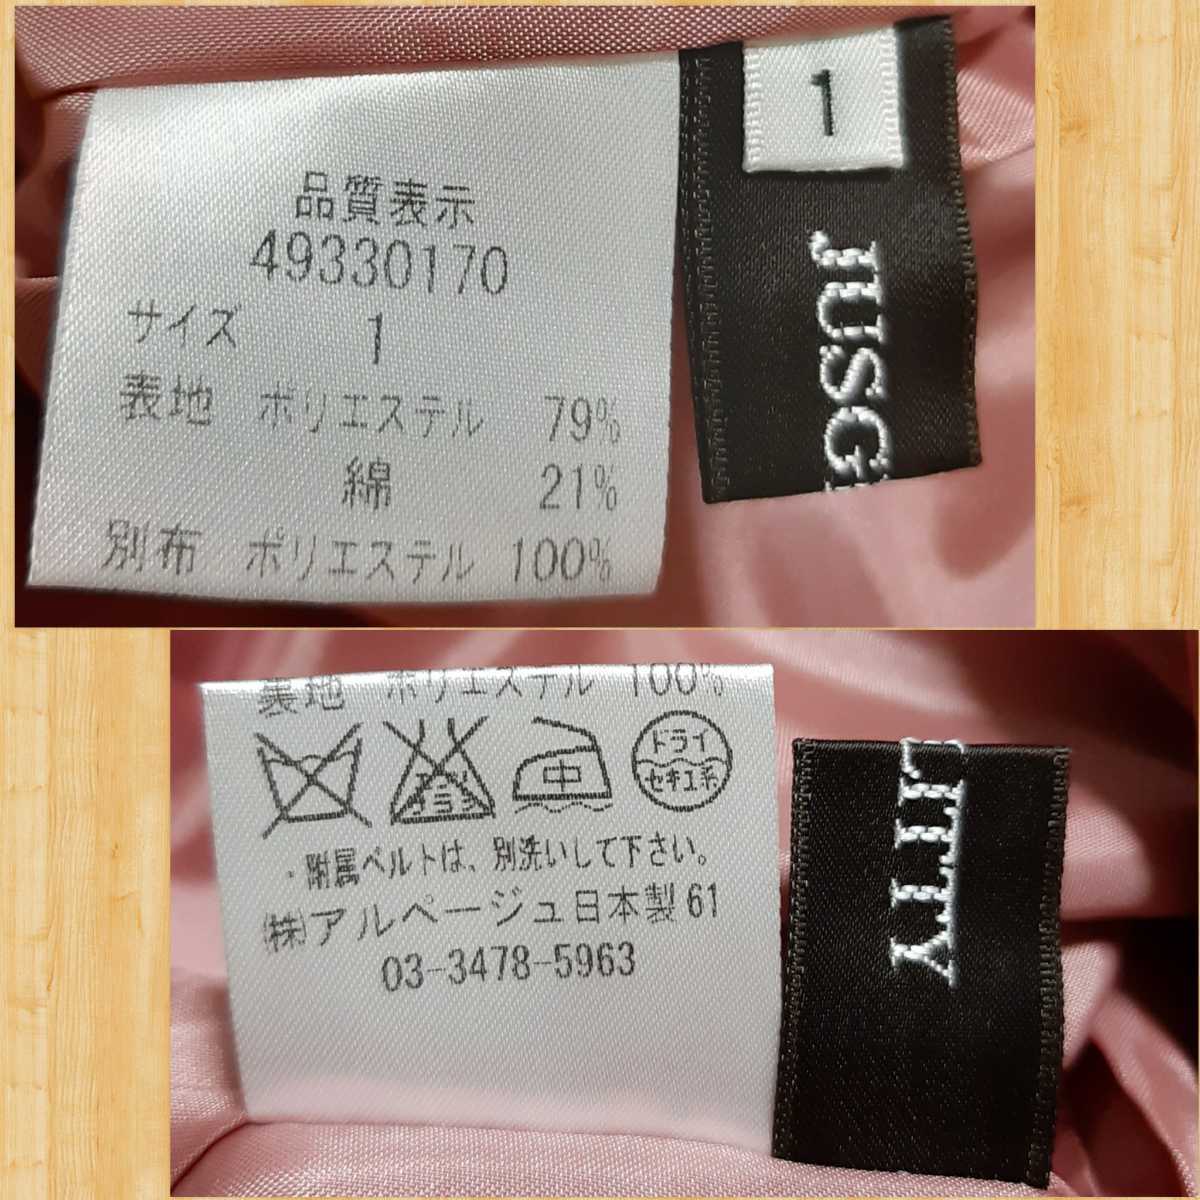 品質表示
49330170
サイズ 1
表地 ポリエステル 79%
綿 21%
別布 ポリエステル 100%
1
JUSG
裏地 ポリエステル 100%
中
ドライ
セキユ系
・附属ベルトは、別洗いして下さい。
㈱アルページュ日本製 61
03-3478-5963
LITTY